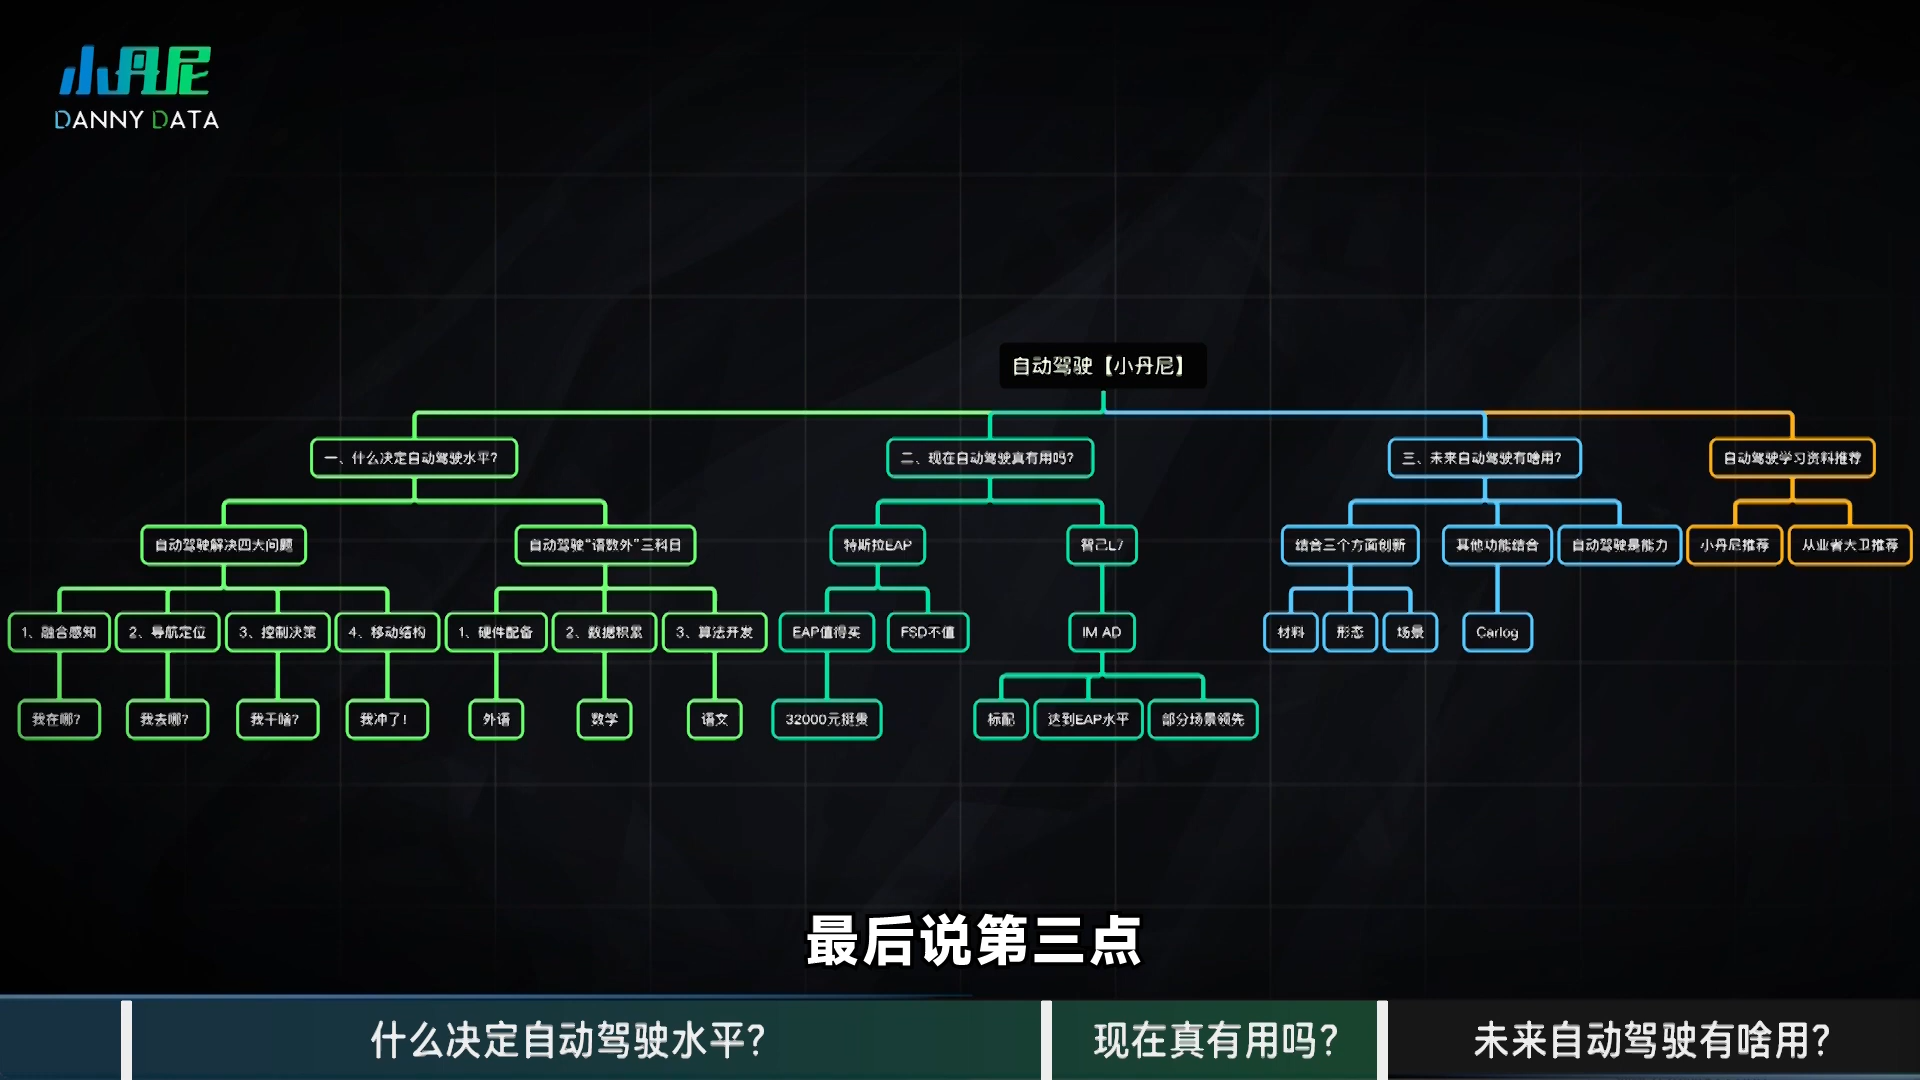 小丹尼
DANNY DATA
自动驾驶【小丹尼】
一、什么决定自动驾驶水平?
二、现在自动驾驶真有用吗?
三、未来自动驾驶有啥用?
自动驾驶学习资料推荐
自动驾驶解决四大问题
自动驾驶“语数外”三科目
特斯拉EAP
智己L7
结合三个方面创新
其他功能结合
自动驾驶是能力
小丹尼推荐
从业者大卫推荐
1、融合感知
2、导航定位
3、控制决策
4、移动结构
1、硬件配备
2、数据积累
3、算法开发
EAP值得买
FSD不值
IM AD
材料
形态
场景
Carlog
我在哪?
我去哪?
我干啥?
我冲了!
外语
数学
语文
32000元挺贵
标配
达到EAP水平
部分场景领先
最后说第三点
什么决定自动驾驶水平?
现在真有用吗?
未来自动驾驶有啥用?